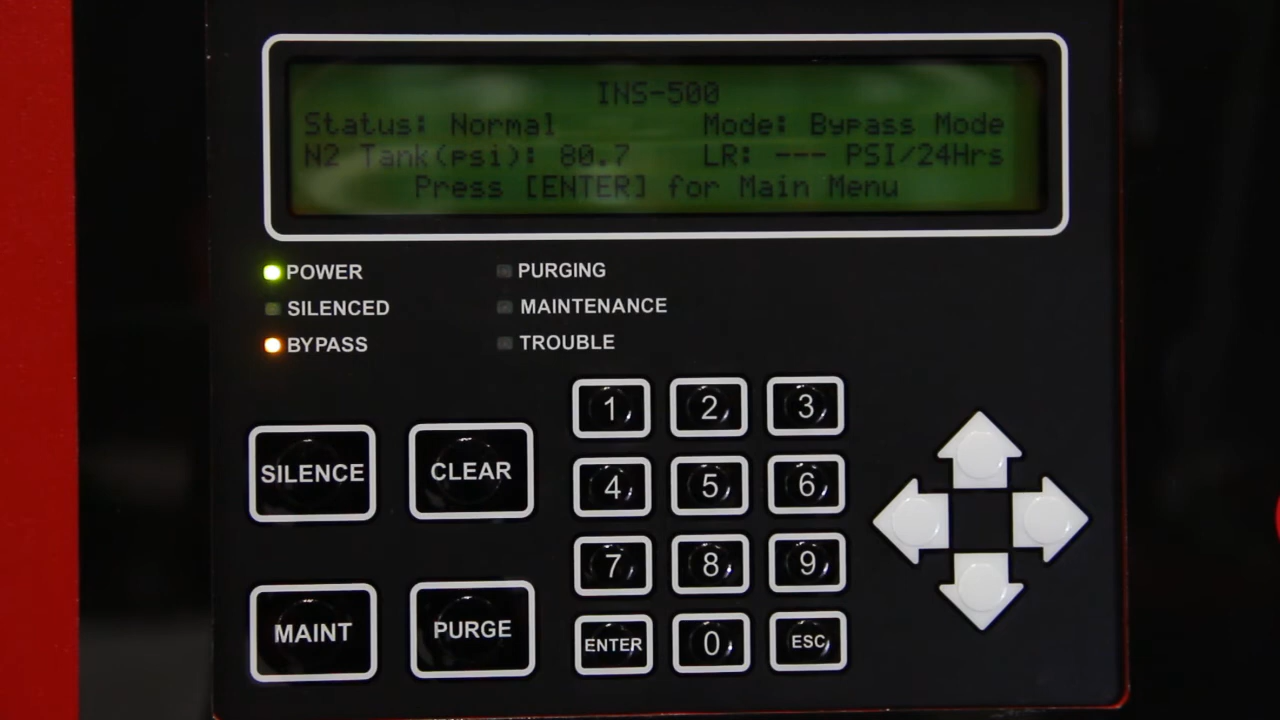 INS-500
Status: Normal Mode: Bypass Mode
N2 Tank(psi): 80.7 LR: --- PSI/24Hrs
Press [ENTER] for Main Menu
POWER PURGING
SILENCED MAINTENANCE
BYPASS TROUBLE
1 2 3
SILENCE CLEAR 4 5 6
7 8 9
MAINT PURGE ENTER 0 ESC